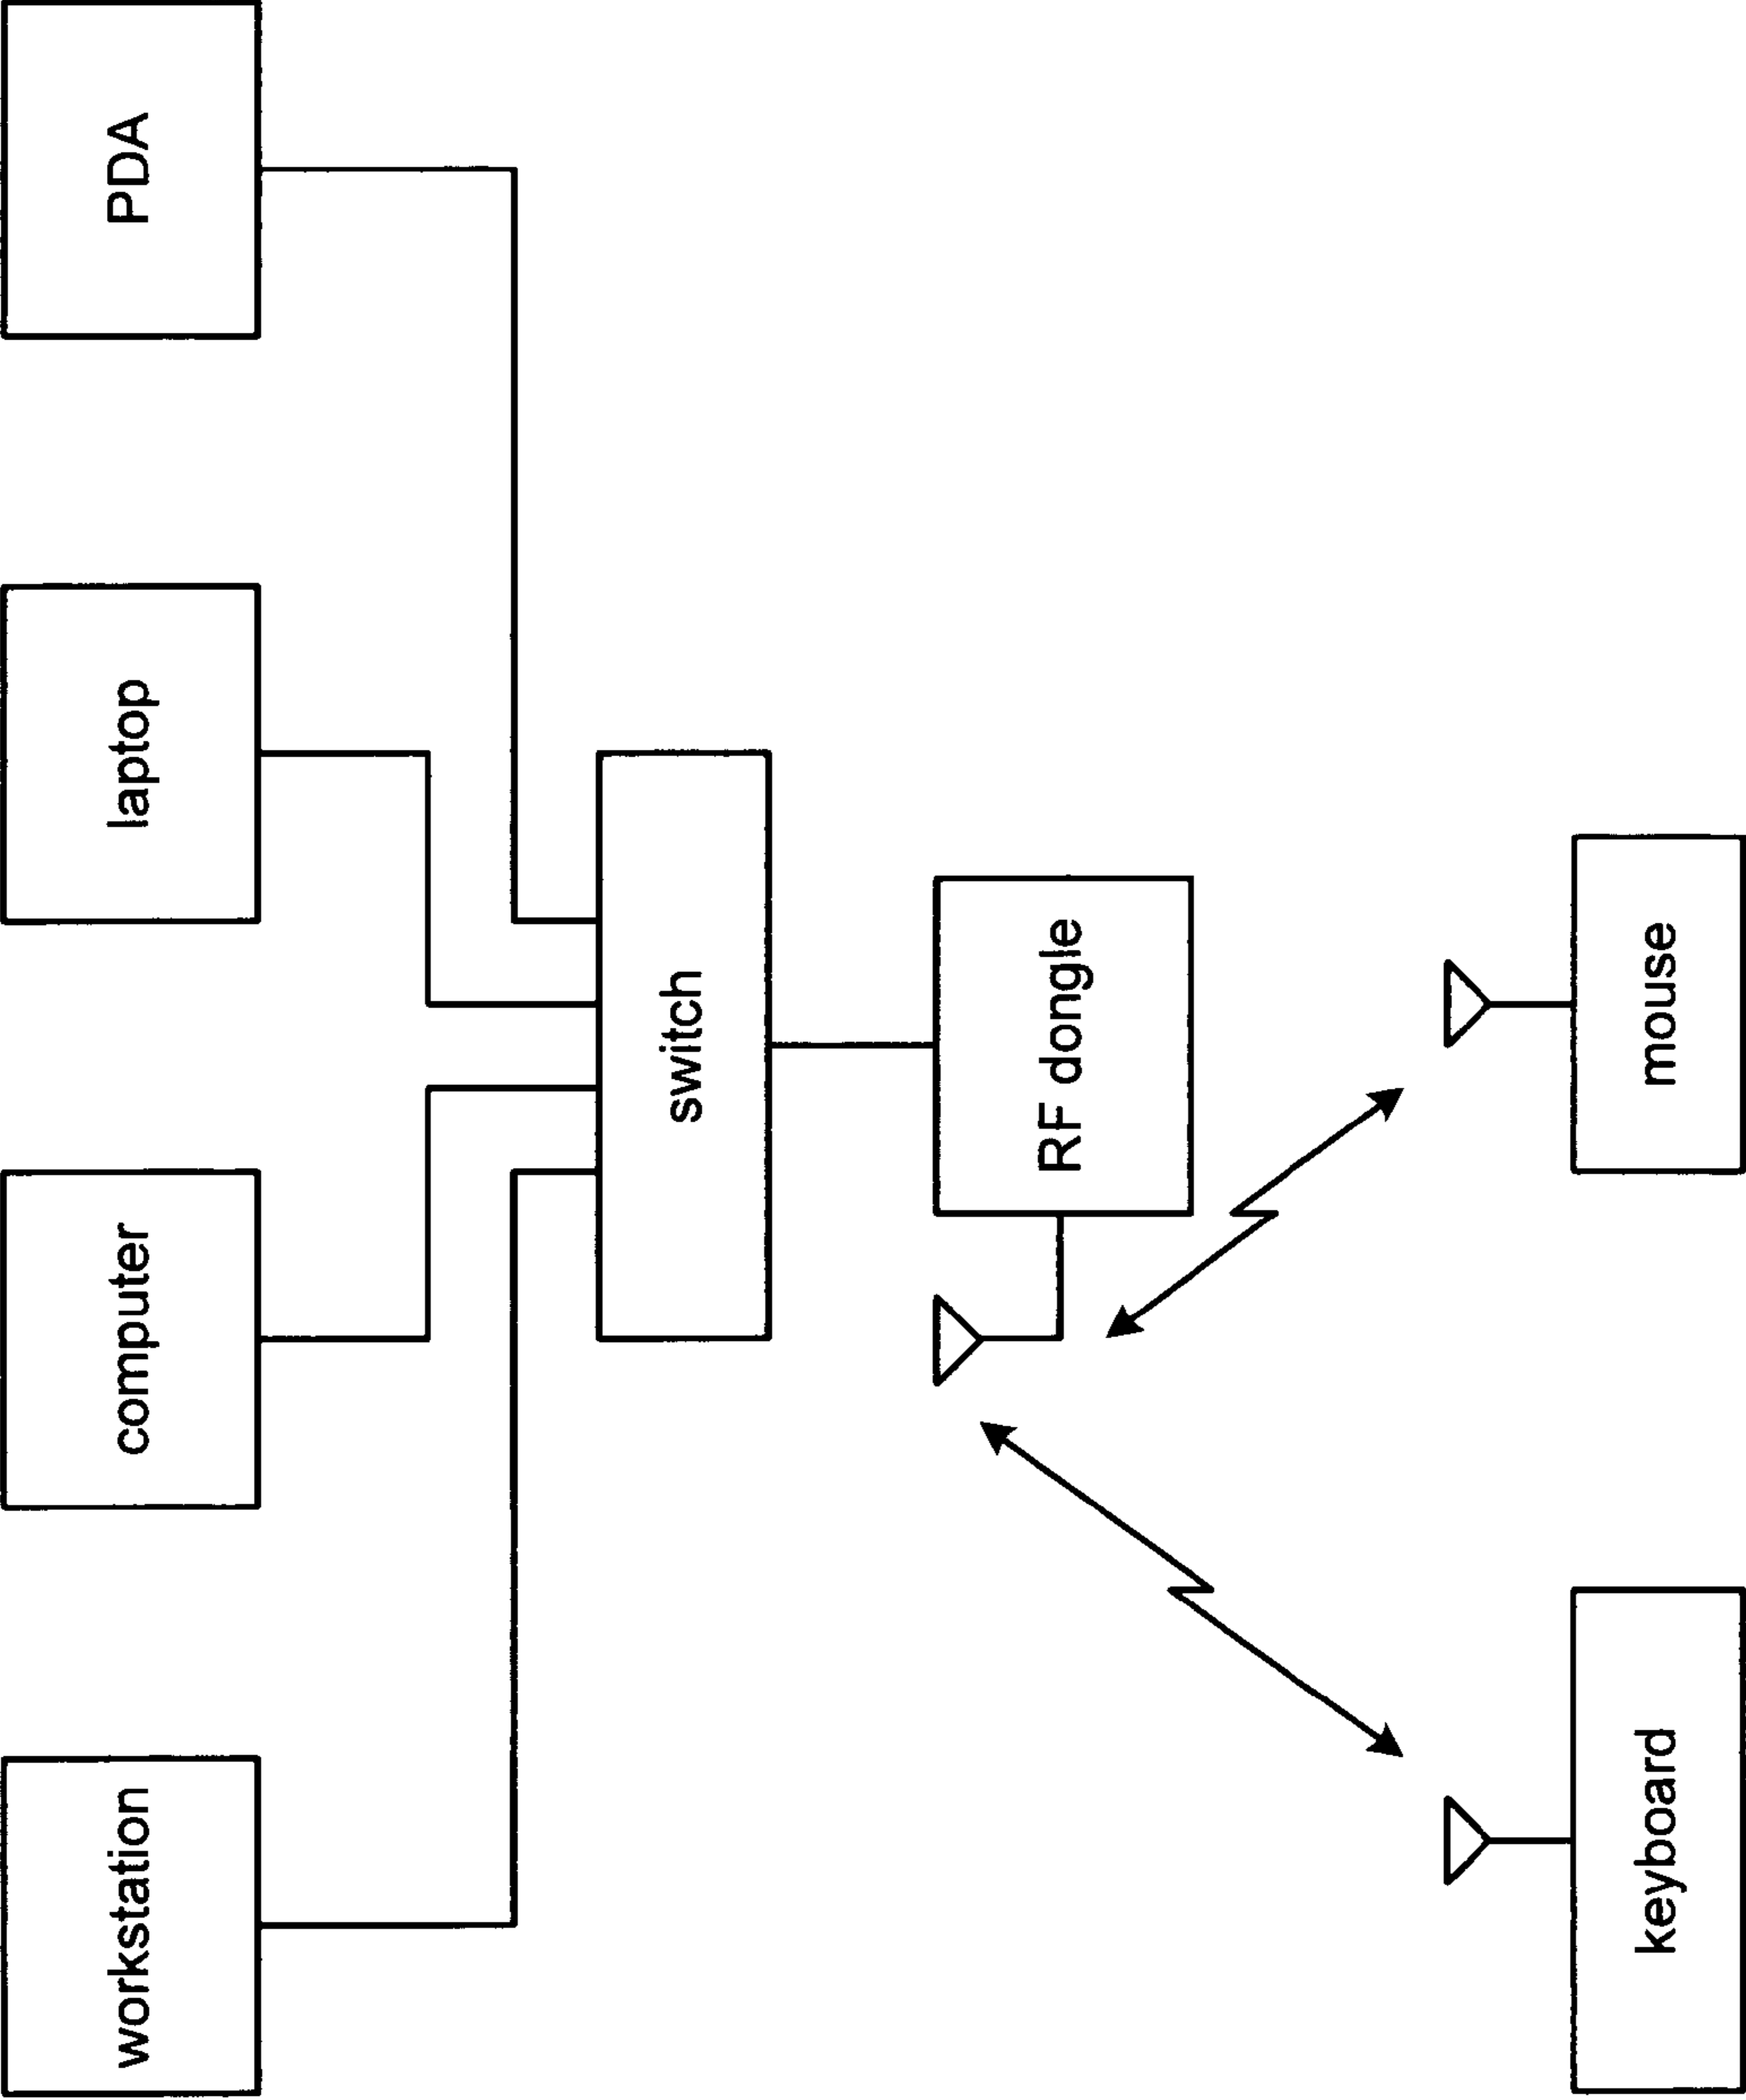 workstation
computer
laptop
PDA
switch
RF dongle
keyboard
mouse